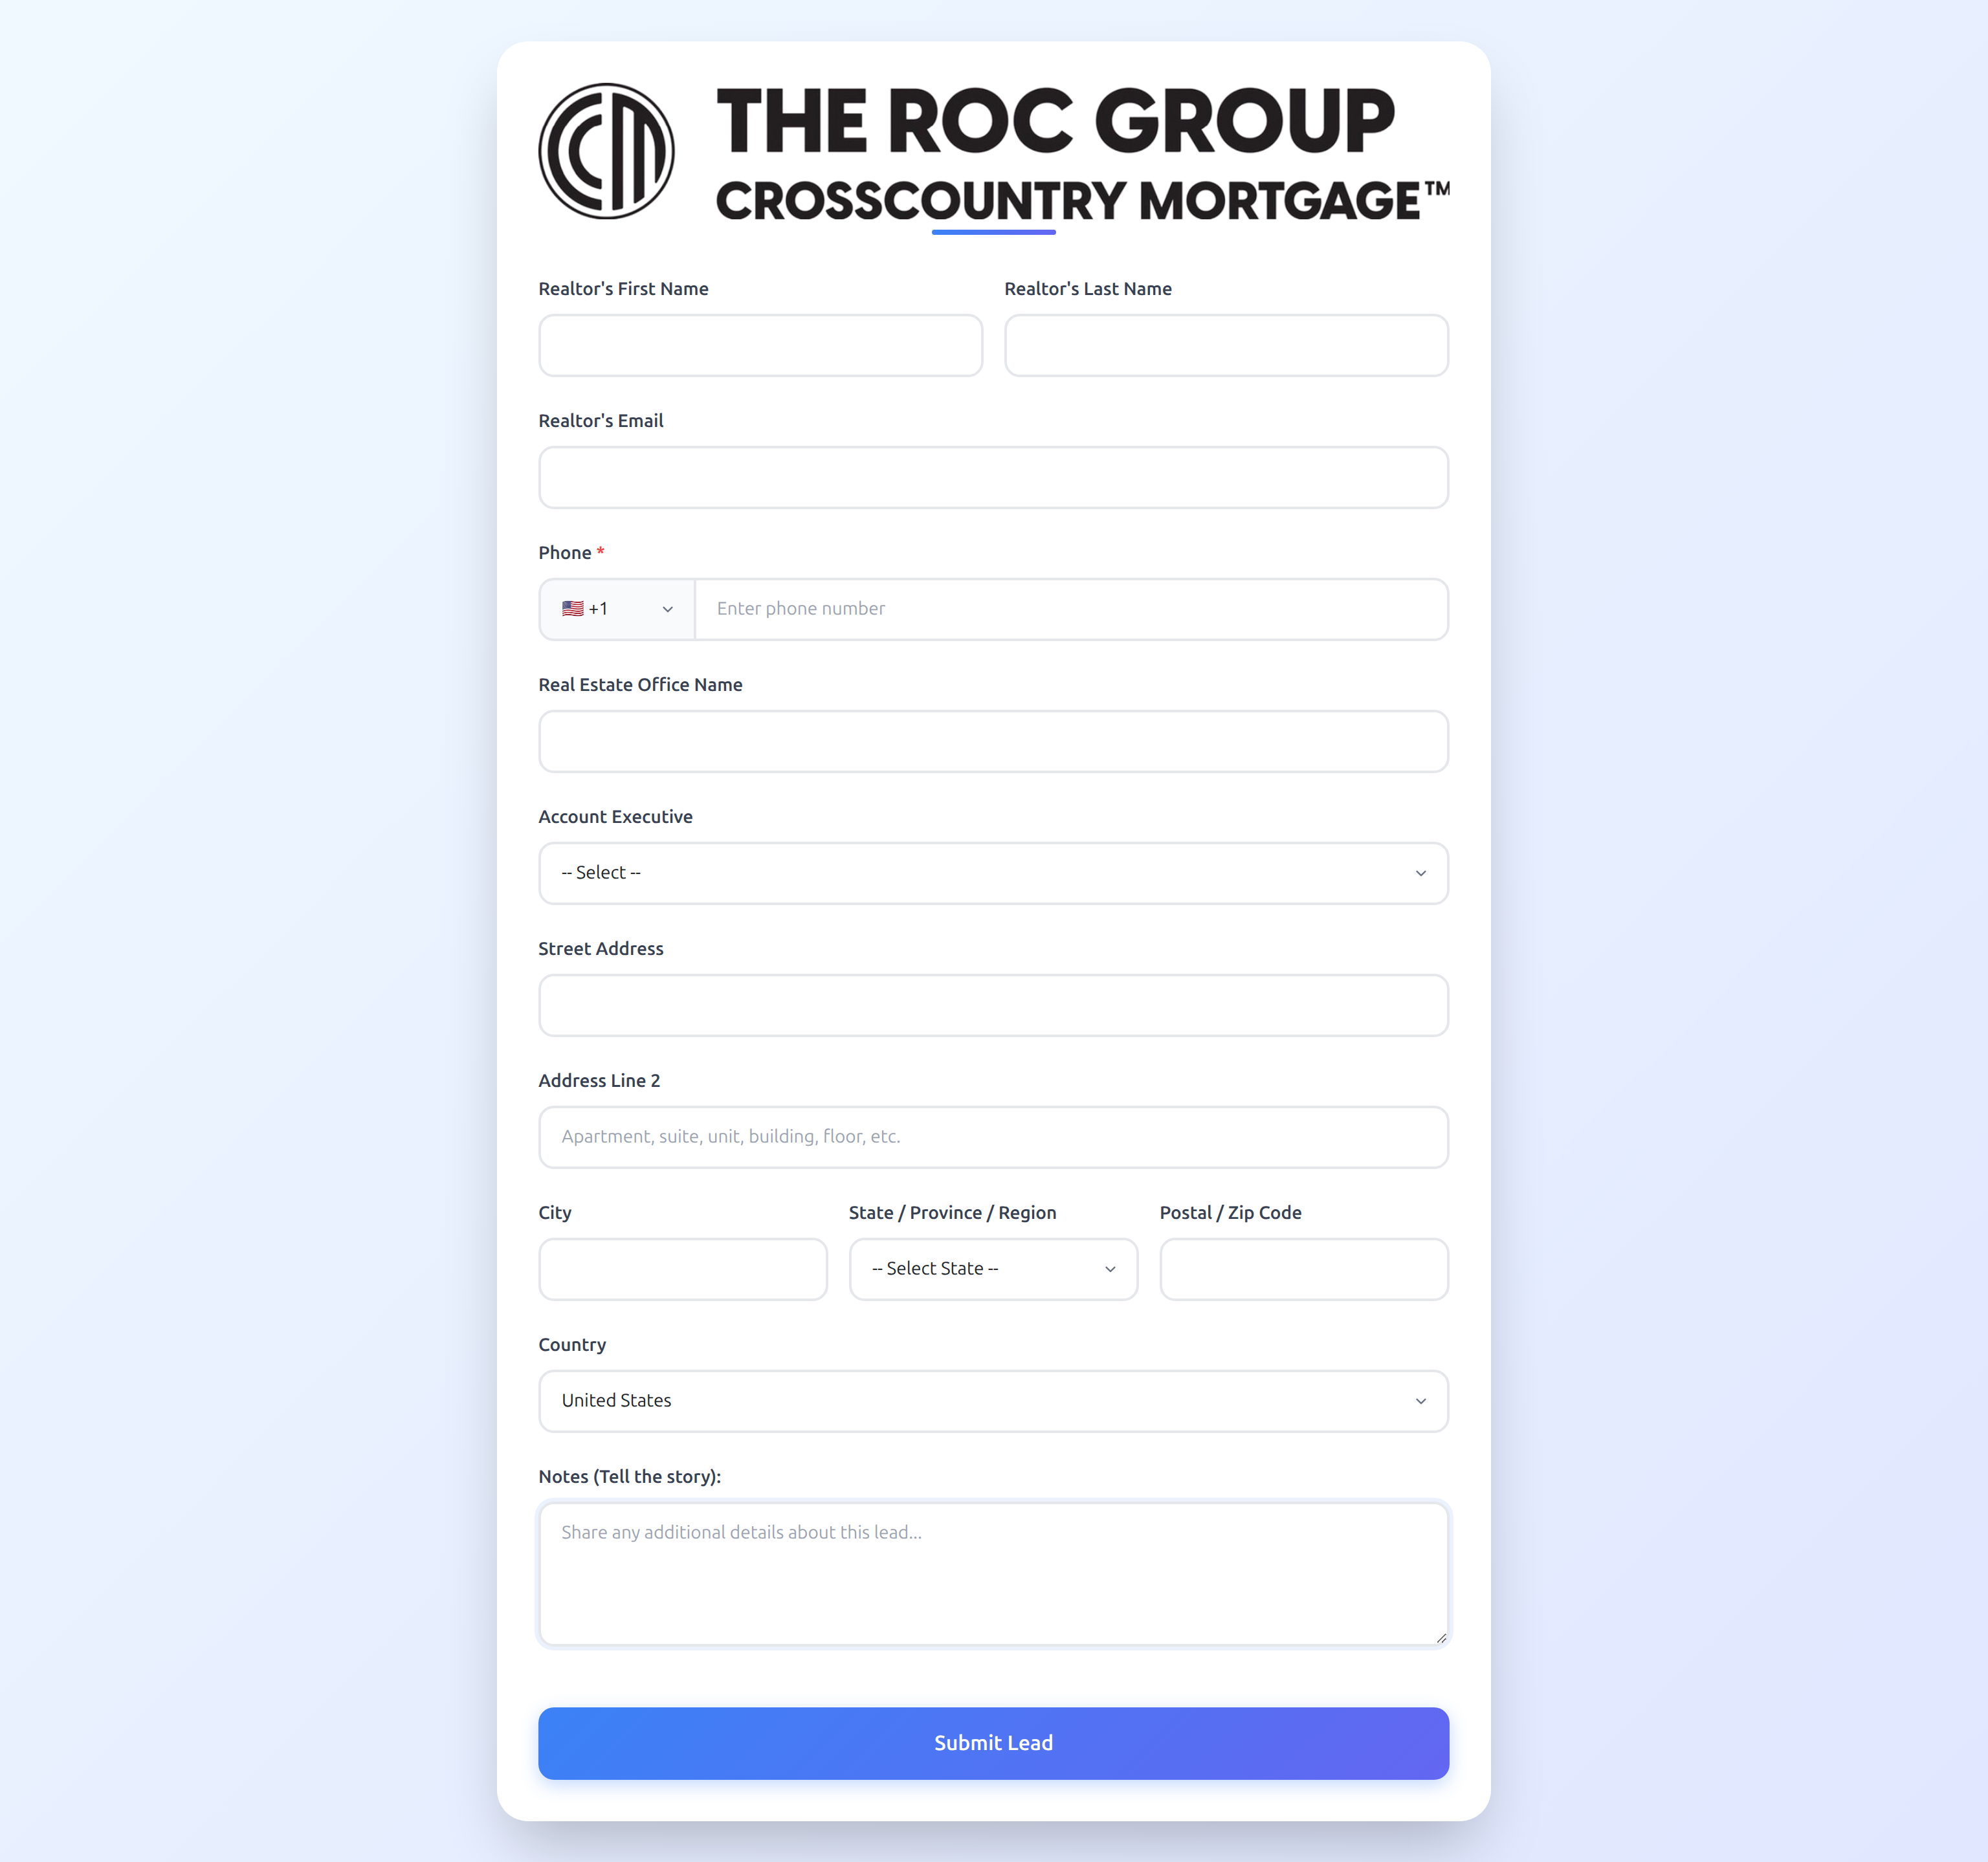 THE ROC GROUP
CROSSCOUNTRY MORTGAGE™
Realtor's First Name
Realtor's Last Name
Realtor's Email
Phone *
🇺🇸 +1
Enter phone number
Real Estate Office Name
Account Executive
-- Select --
Street Address
Address Line 2
Apartment, suite, unit, building, floor, etc.
City
State / Province / Region
Postal / Zip Code
-- Select State --
Country
United States
Notes (Tell the story):
Share any additional details about this lead...
Submit Lead